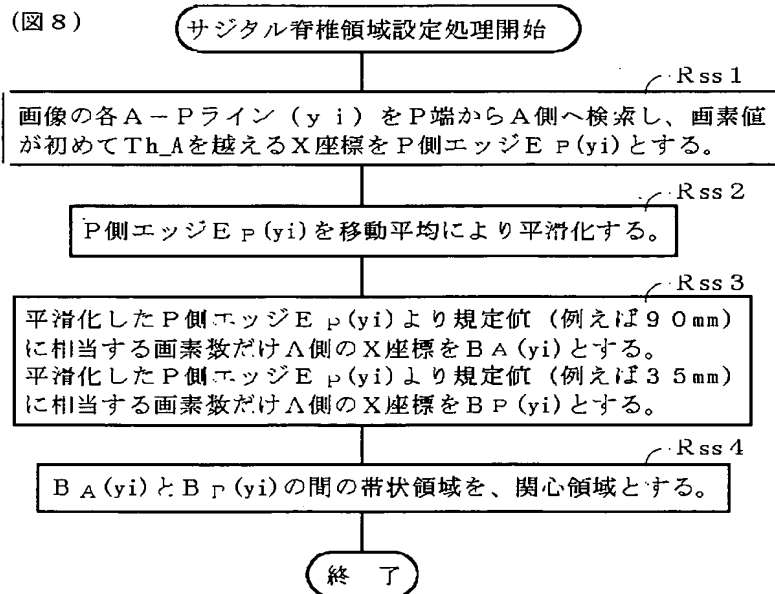 (図8)
サジタル脊椎領域設定処理開始
Rss1
画像の各A-Pライン(yi)をP端からA側へ検索し、画素値
が初めてTh_Aを越えるX座標をP側エッジEP(yi)とする。
Rss2
P側エッジEP(yi)を移動平均により平滑化する。
Rss3
平滑化したP側エッジEP(yi)より規定値(例えば90mm)
に相当する画素数だけA側のX座標をBA(yi)とする。
平滑化したP側エッジEP(yi)より規定値(例えば35mm)
に相当する画素数だけA側のX座標をBP(yi)とする。
Rss4
BA(yi)とBP(yi)の間の帯状領域を、関心領域とする。
終 了